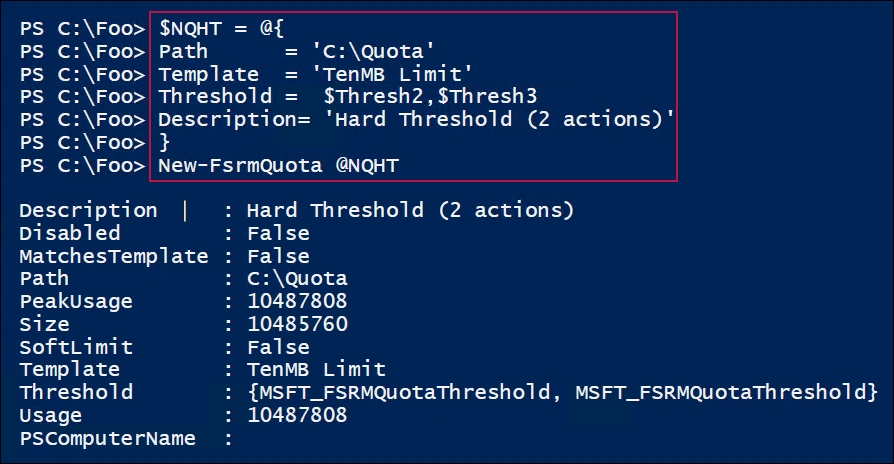 PS C:\Foo> $NQHT = @{
PS C:\Foo> Path      = 'C:\Quota'
PS C:\Foo> Template  = 'TenMB Limit'
PS C:\Foo> Threshold =  $Thresh2,$Thresh3
PS C:\Foo> Description= 'Hard Threshold (2 actions)'
PS C:\Foo> }
PS C:\Foo> New-FsrmQuota @NQHT

Description  |   : Hard Threshold (2 actions)
Disabled         : False
MatchesTemplate : False
Path             : C:\Quota
PeakUsage        : 10487808
Size             : 10485760
SoftLimit        : False
Template         : TenMB Limit
Threshold        : {MSFT_FSRMQuotaThreshold, MSFT_FSRMQuotaThreshold}
Usage            : 10487808
PSComputerName  :